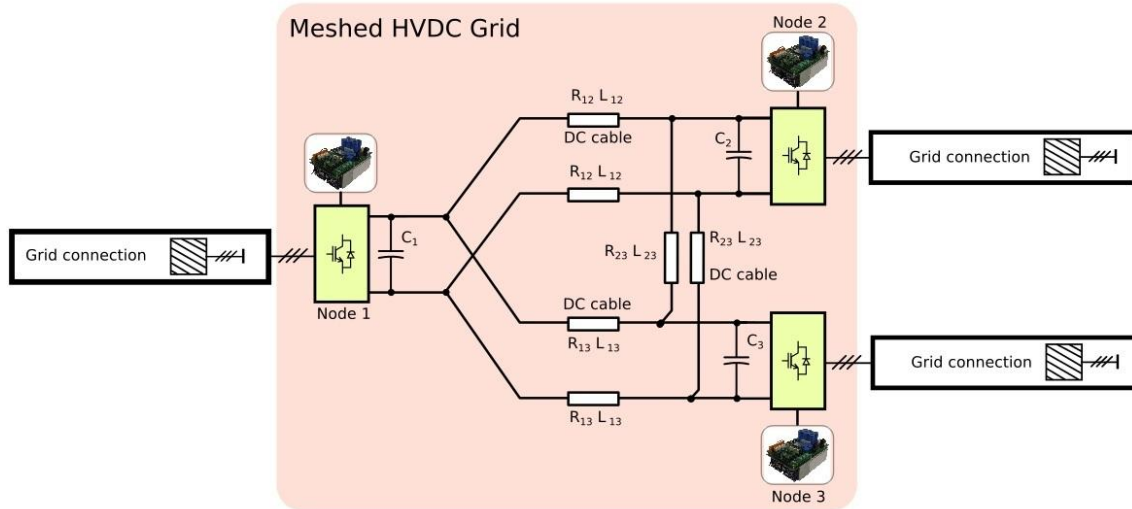 Meshed HVDC Grid
Node 2
R12 L12
DC cable
C2
Grid connection
R12 L12
C1
Grid connection
Node 1
R23 L23
R23 L23
DC cable
DC cable
R13 L13
C3
Grid connection
R13 L13
Node 3